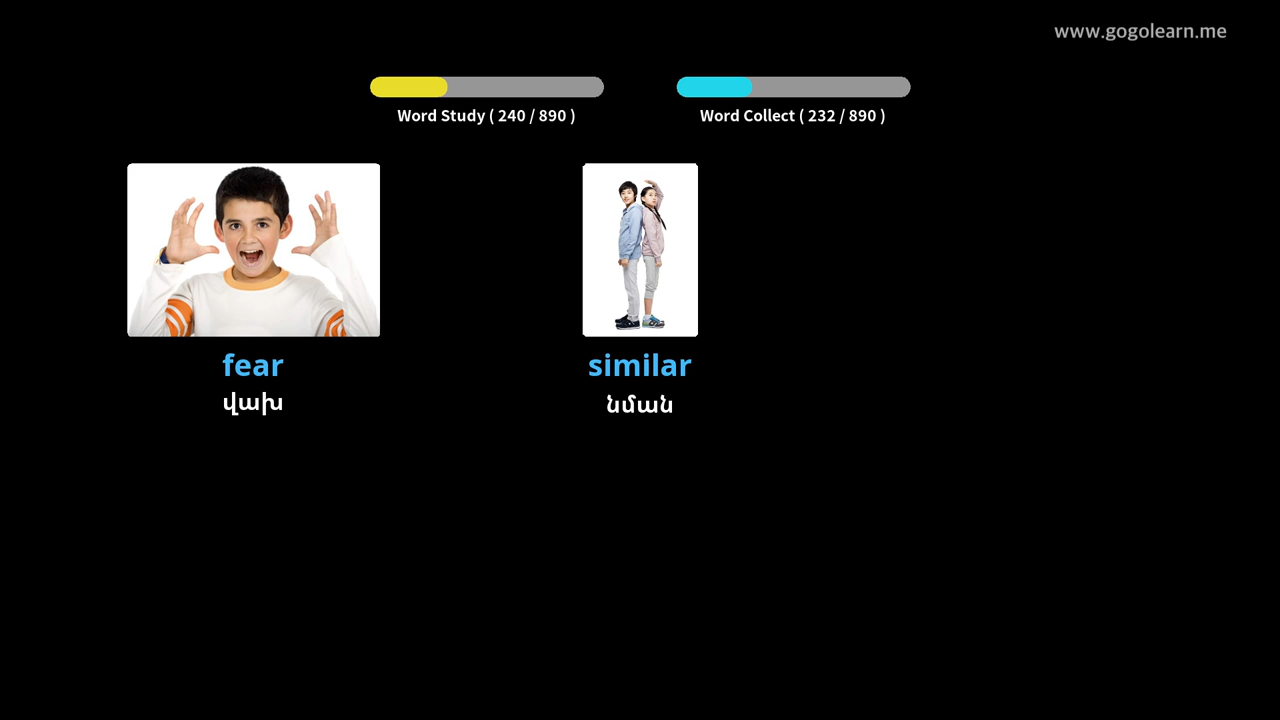 www.gogolearn.me
Word Study ( 240 / 890 )
Word Collect ( 232 / 890 )
fear
վախ
similar
նման